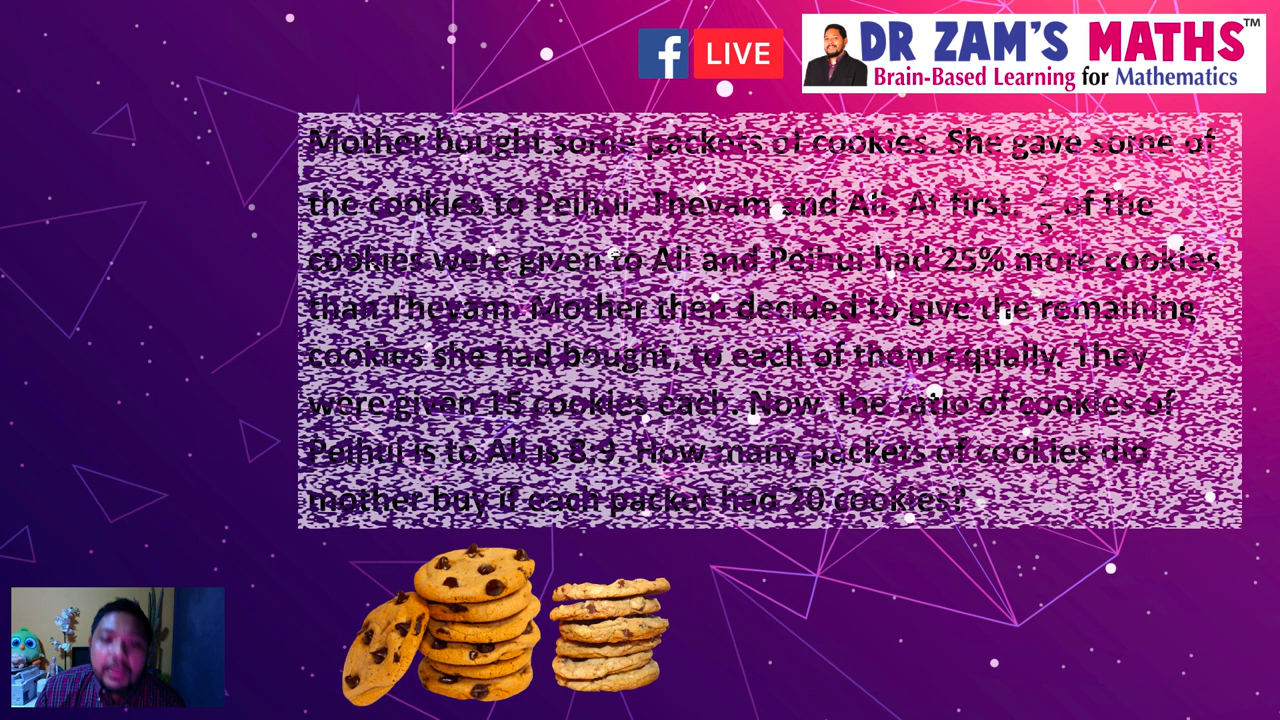 f LIVE
DR ZAM'S MATHS™
Brain-Based Learning for Mathematics
Mother bought some packets of cookies. She gave some of
the cookies to Peihui, Thevam and Ali. At first, 2/5 of the
cookies were given to Ali and Peihui had 25% more cookies
than Thevam. Mother then decided to give the remaining
cookies she had bought, to each of them equally. They
were given 15 cookies each. Now, the ratio of cookies of
Peihui is to Ali is 8:9. How many packets of cookies did
mother buy if each packet had 20 cookies?